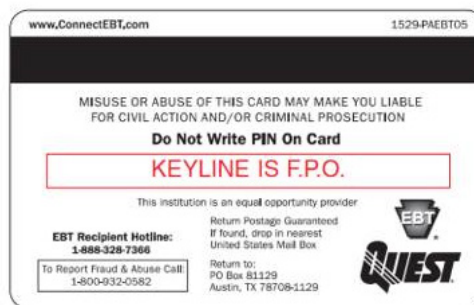 www.ConnectEBT.com 1529-PAEBT05
MISUSE OR ABUSE OF THIS CARD MAY MAKE YOU LIABLE
FOR CIVIL ACTION AND/OR CRIMINAL PROSECUTION
Do Not Write PIN On Card
KEYLINE IS F.P.O.
This institution is an equal opportunity provider
EBT Recipient Hotline:
1-888-328-7366
To Report Fraud & Abuse Call:
1-800-932-0582
Return Postage Guaranteed
If found, drop in nearest
United States Mail Box
Return to:
PO Box 81129
Austin, TX 78708-1129
EBT
QUEST